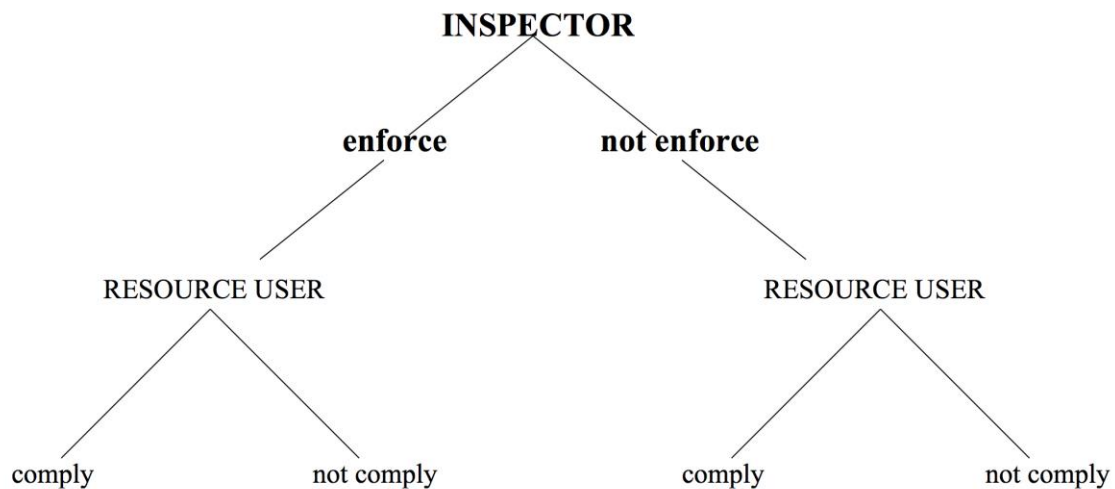 INSPECTOR
enforce not enforce
RESOURCE USER RESOURCE USER
comply not comply comply not comply